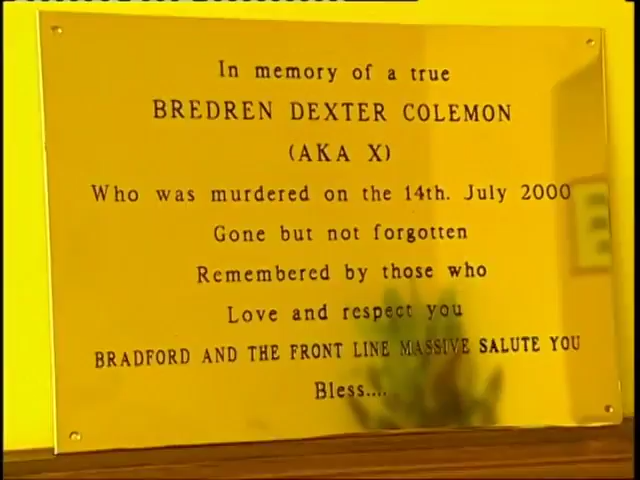 In memory of a true
BREDREN DEXTER COLEMON
(AKA X)
Who was murdered on the 14th. July 2000
Gone but not forgotten
Remembered by those who
Love and respect you
BRADFORD AND THE FRONT LINE MASSIVE SALUTE YOU
Bless....